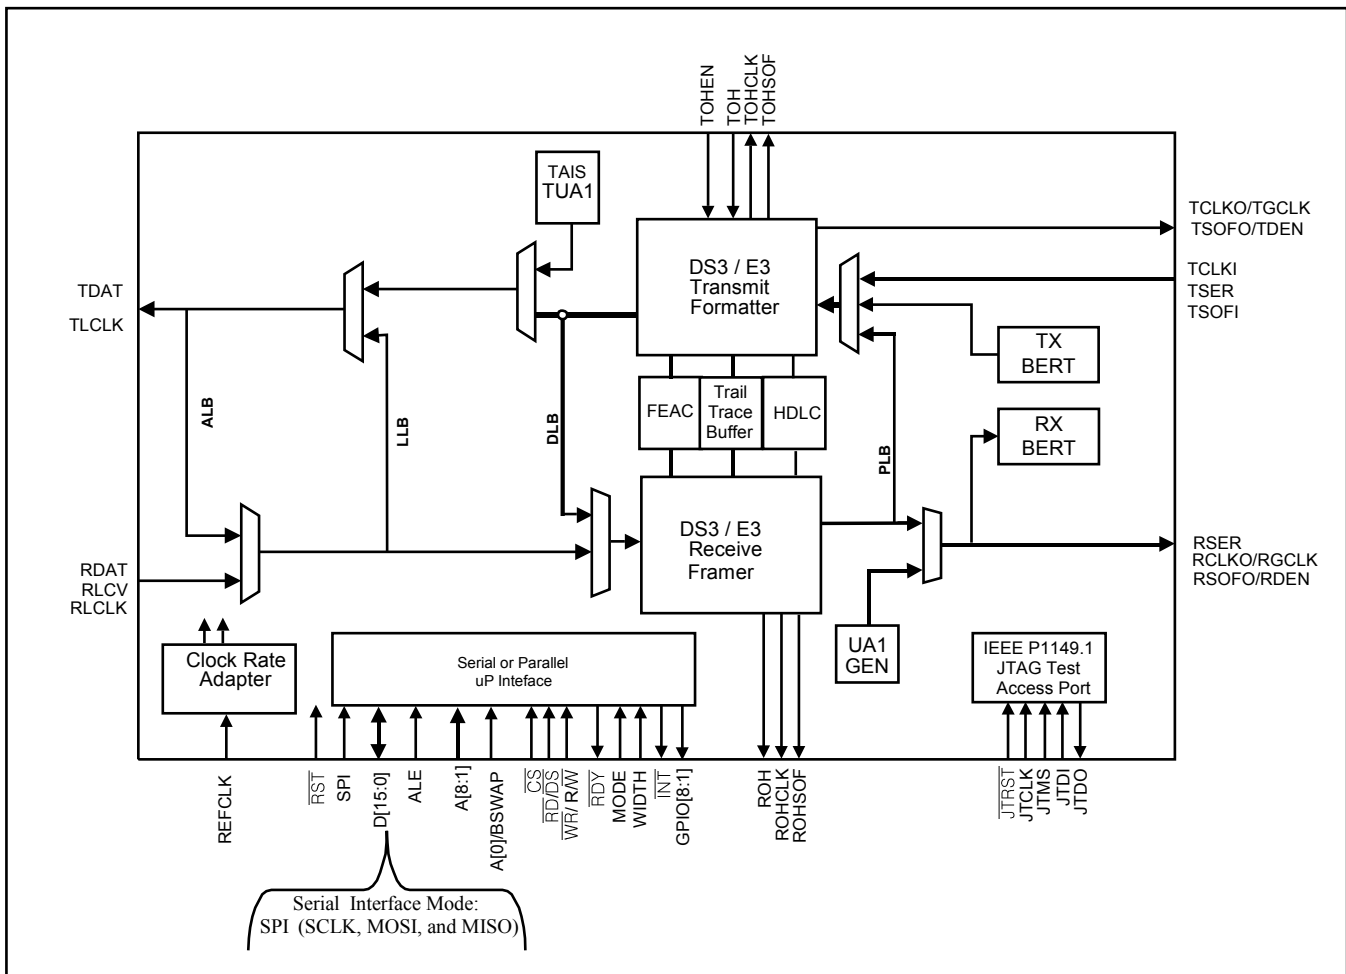 TOHEN
TOH
TOHCLK
TOHSOF
TAIS
TUA1
TCLKO/TGCLK
TSOFO/TDEN
DS3 / E3
Transmit
Formatter
TCLKI
TSER
TSOFI
TDAT
TLCLK
TX
BERT
ALB
LLB
DLB
FEAC
Trail
Trace
Buffer
HDLC
PLB
RX
BERT
DS3 / E3
Receive
Framer
RSER
RCLKO/RGCLK
RSOFO/RDEN
RDAT
RLCV
RLCLK
Clock Rate
Adapter
Serial or Parallel
uP Inteface
UA1
GEN
IEEE P1149.1
JTAG Test
Access Port
REFCLK
RST
SPI
D[15:0]
ALE
A[8:1]
A[0]/BSWAP
CS
RD/DS
WR/ R/W
RDY
MODE
WIDTH
INT
GPIO[8:1]
ROH
ROHCLK
ROHSOF
JTRST
JTCLK
JTMS
JTDI
JTDO
Serial Interface Mode:
SPI (SCLK, MOSI, and MISO)